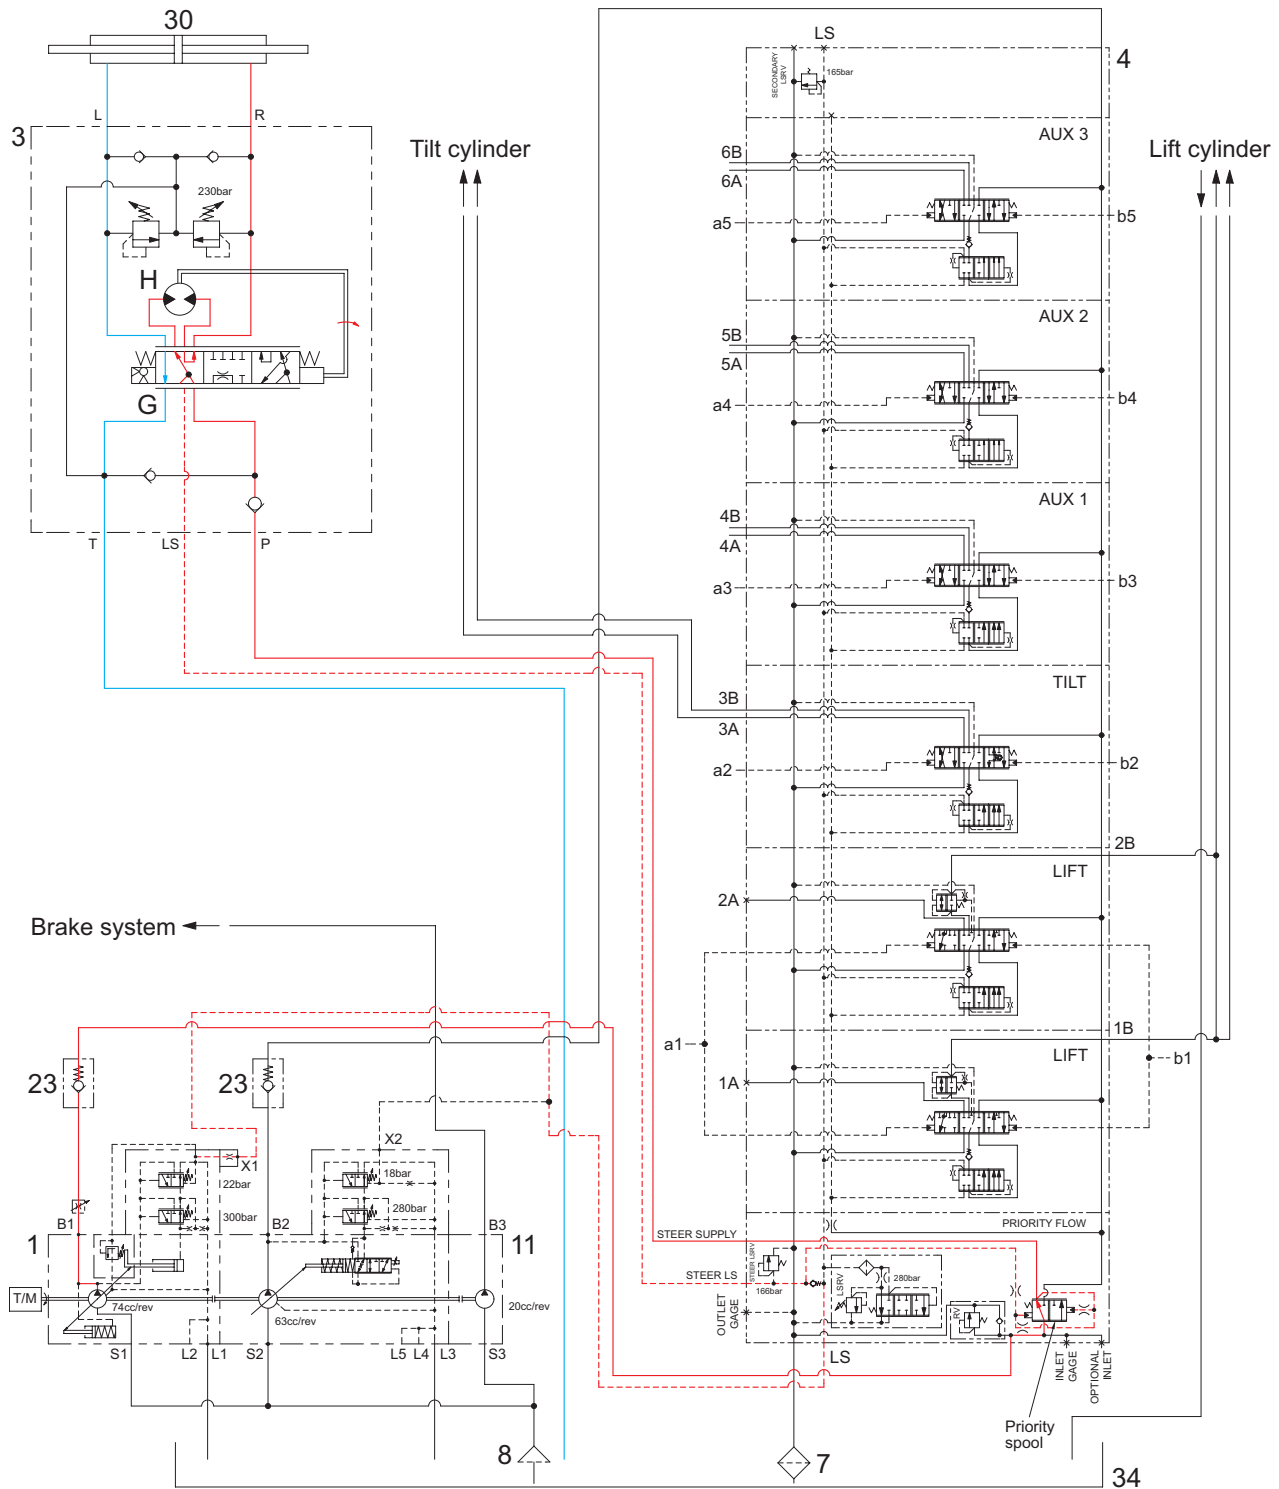 30
LS
4
SECONDARY
LSRV
165bar
3
L
R
Tilt cylinder
AUX 3
Lift cylinder
6B
6A
230bar
a5
b5
H
AUX 2
5B
5A
G
a4
b4
AUX 1
4B
4A
T
LS
P
a3
b3
TILT
3B
3A
a2
b2
2B
LIFT
2A
Brake system
1B
a1
LIFT
b1
23
23
1A
X2
X1
18bar
22bar
280bar
300bar
B1
B2
B3
PRIORITY FLOW
STEER SUPPLY
1
11
STEER LSRV
STEER LS
166bar
280bar
LSRV
T/M
74cc/rev
20cc/rev
63cc/rev
OUTLET
GAGE
RV
S1
L2
L1
S2
L5
L4
L3
S3
LS
INLET
GAGE
OPTIONAL
INLET
Priority
spool
8
7
34